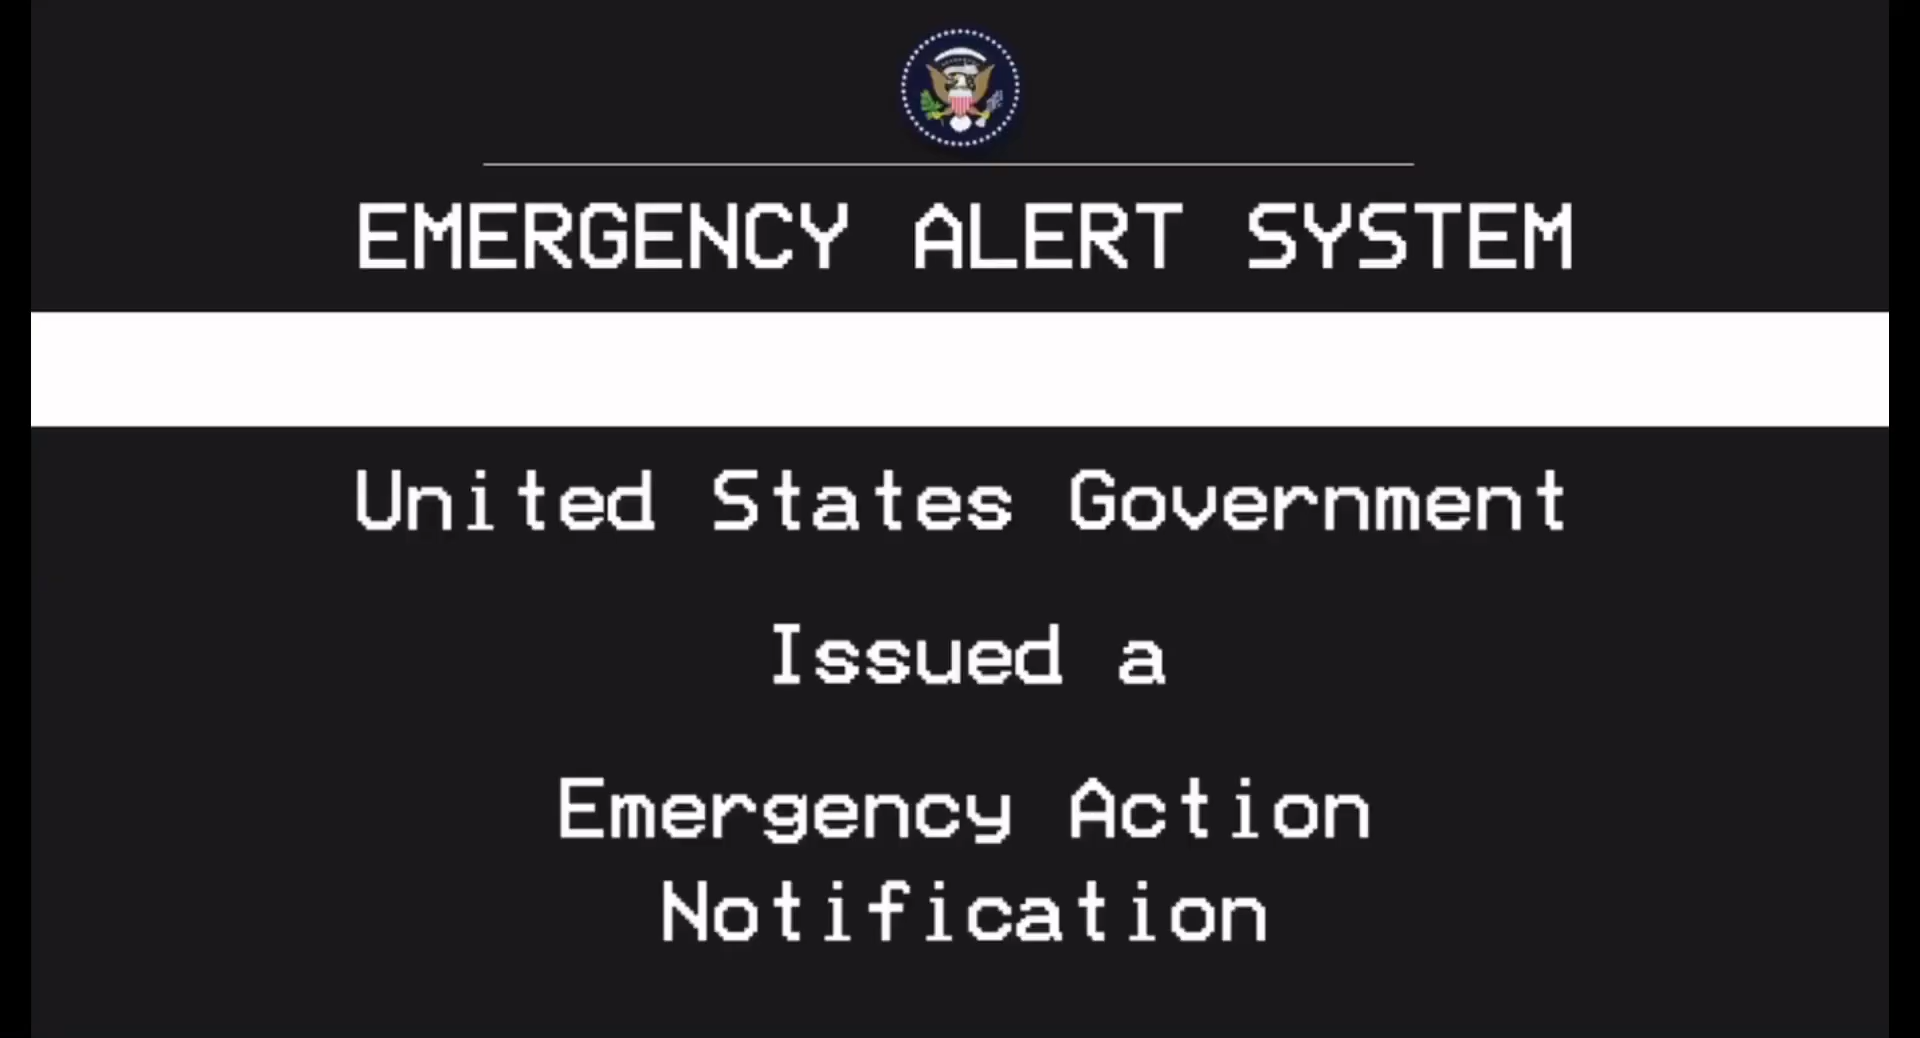 EMERGENCY ALERT SYSTEM
United States Government
Issued a
Emergency Action
Notification